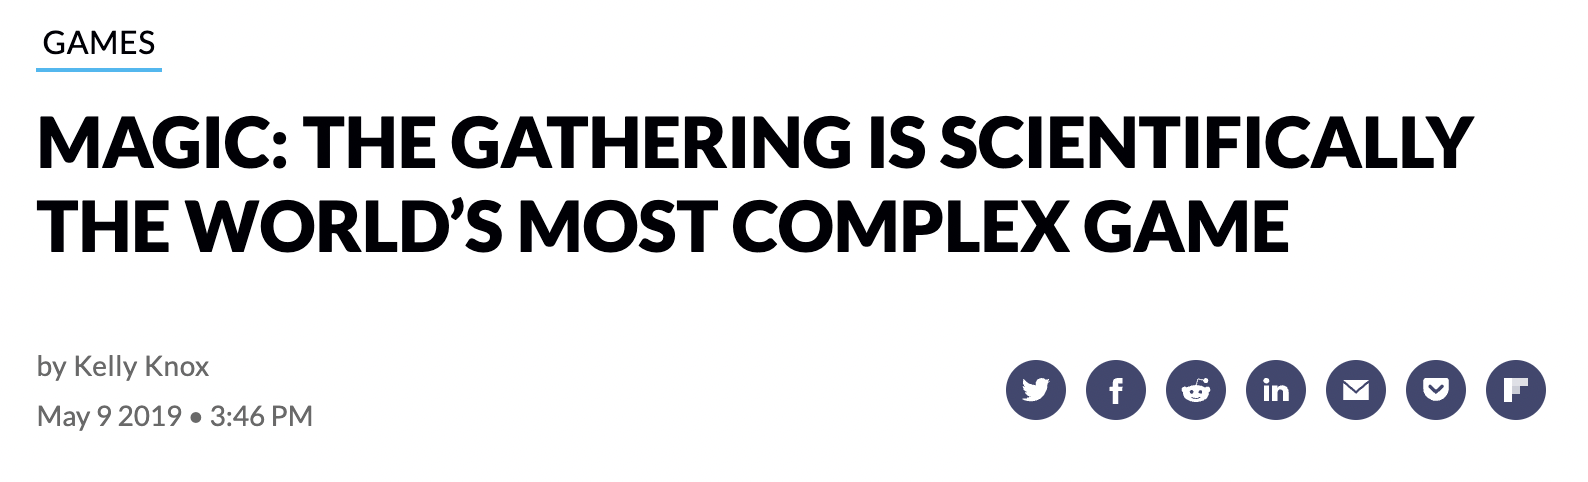 GAMES
MAGIC: THE GATHERING IS SCIENTIFICALLY
THE WORLD’S MOST COMPLEX GAME
by Kelly Knox
May 9 2019 • 3:46 PM